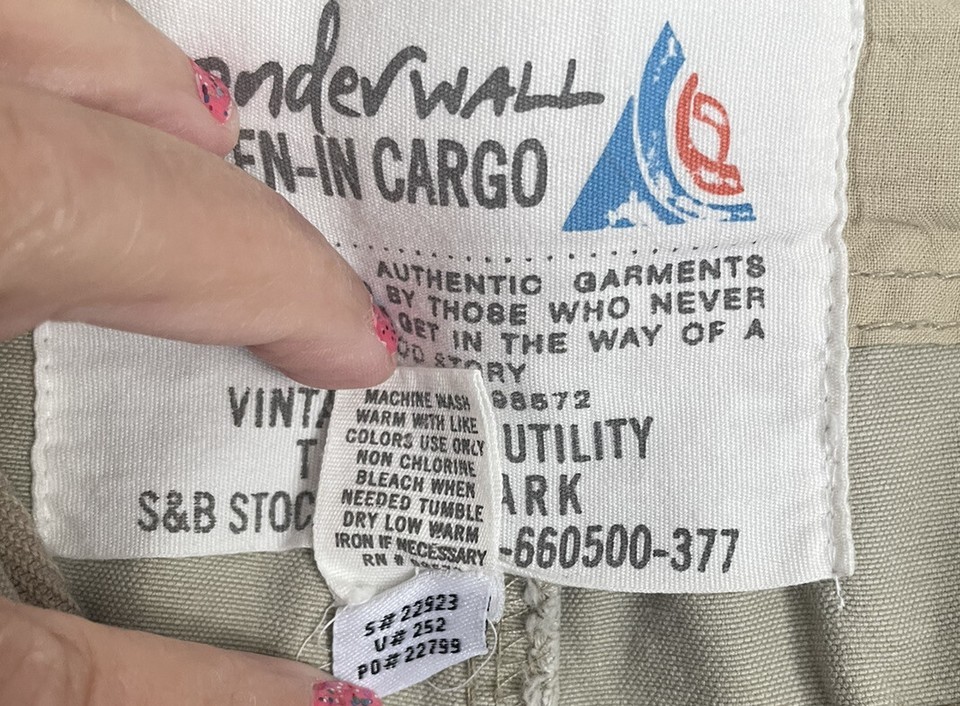 anderWALL
EN-IN CARGO
AUTHENTIC GARMENTS
BY THOSE WHO NEVER
GET IN THE WAY OF A
STORY
98572
VINTA UTILITY
T ARK
S&B STOC -660500-377
MACHINE WASH
WARM WITH LIKE
COLORS USE ONLY
NON CHLORINE
BLEACH WHEN
NEEDED TUMBLE
DRY LOW WARM
IRON IF NECESSARY
RN#
S# 22923
U# 252
PO# 22799